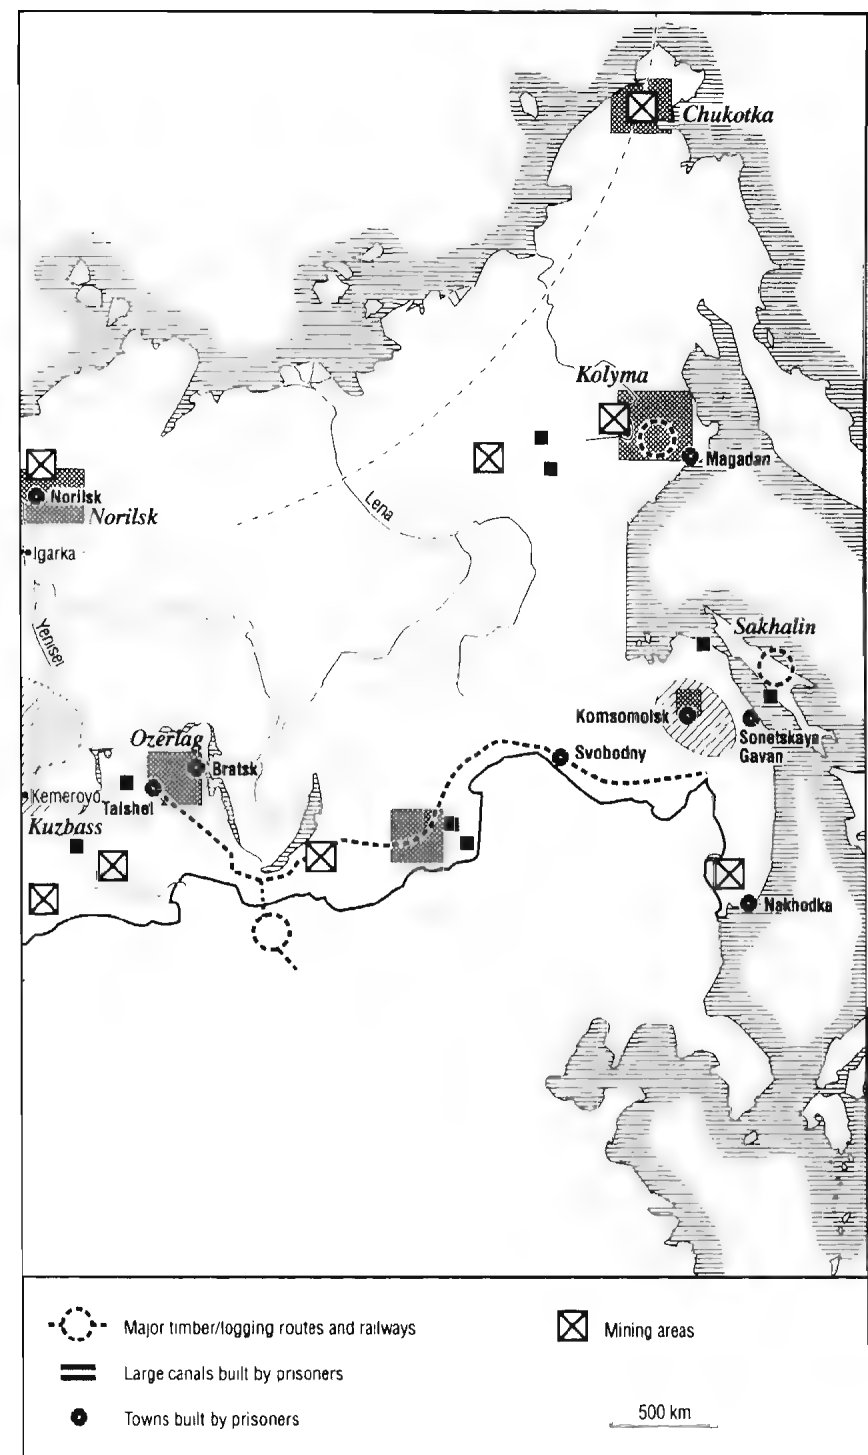 Chukotka
Kolyma
Magadan
Norilsk
Norilsk
Lena
Igarka
Yenisei
Sakhalin
Komsomolsk
Sonetskaya
Gavan
Svobodny
Ozerlag
Bratsk
Taishet
Kemerovo
Kuzbass
Nakhodka
Major timber/logging routes and railways
Mining areas
Large canals built by prisoners
Towns built by prisoners
500 km